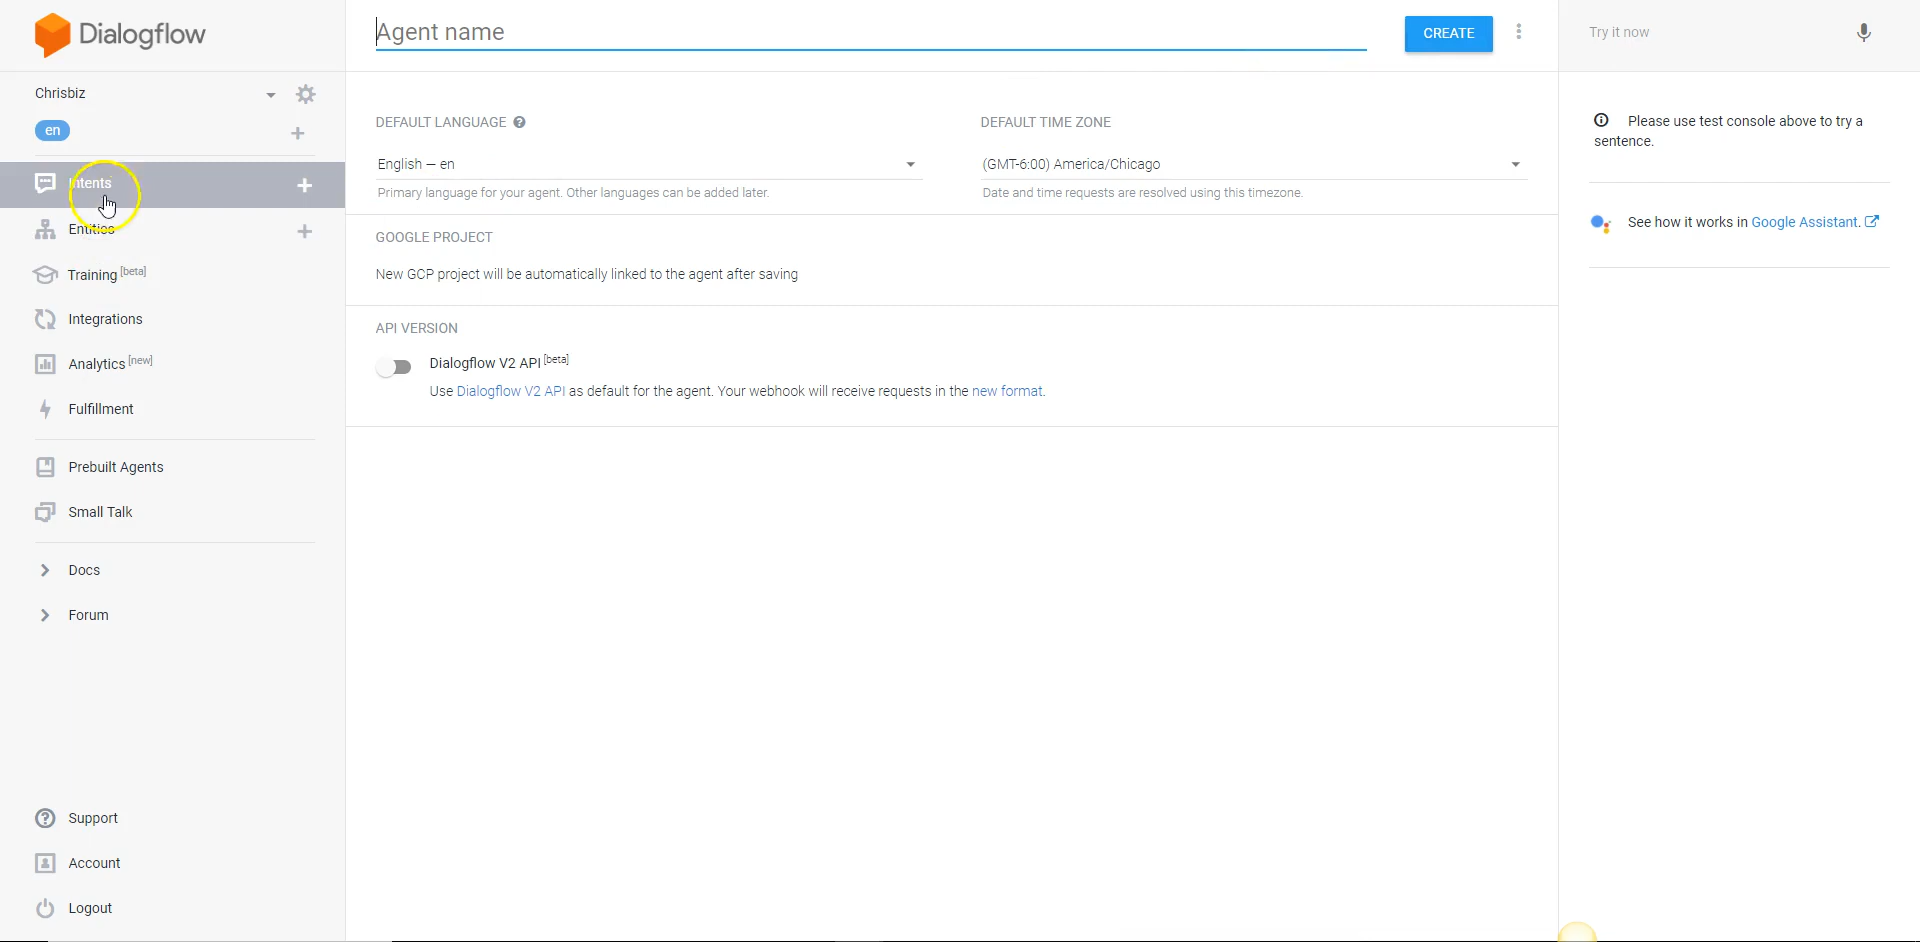 Dialogflow
Chrisbiz
en
Intents
Entities
Training [beta]
Integrations
Analytics [new]
Fulfillment
Prebuilt Agents
Small Talk
Docs
Forum
Support
Account
Logout
Agent name
CREATE
DEFAULT LANGUAGE
English — en
Primary language for your agent. Other languages can be added later.
DEFAULT TIME ZONE
(GMT-6:00) America/Chicago
Date and time requests are resolved using this timezone.
GOOGLE PROJECT
New GCP project will be automatically linked to the agent after saving
API VERSION
Dialogflow V2 API [beta]
Use Dialogflow V2 API as default for the agent. Your webhook will receive requests in the new format.
Try it now
Please use test console above to try a
sentence.
See how it works in Google Assistant.